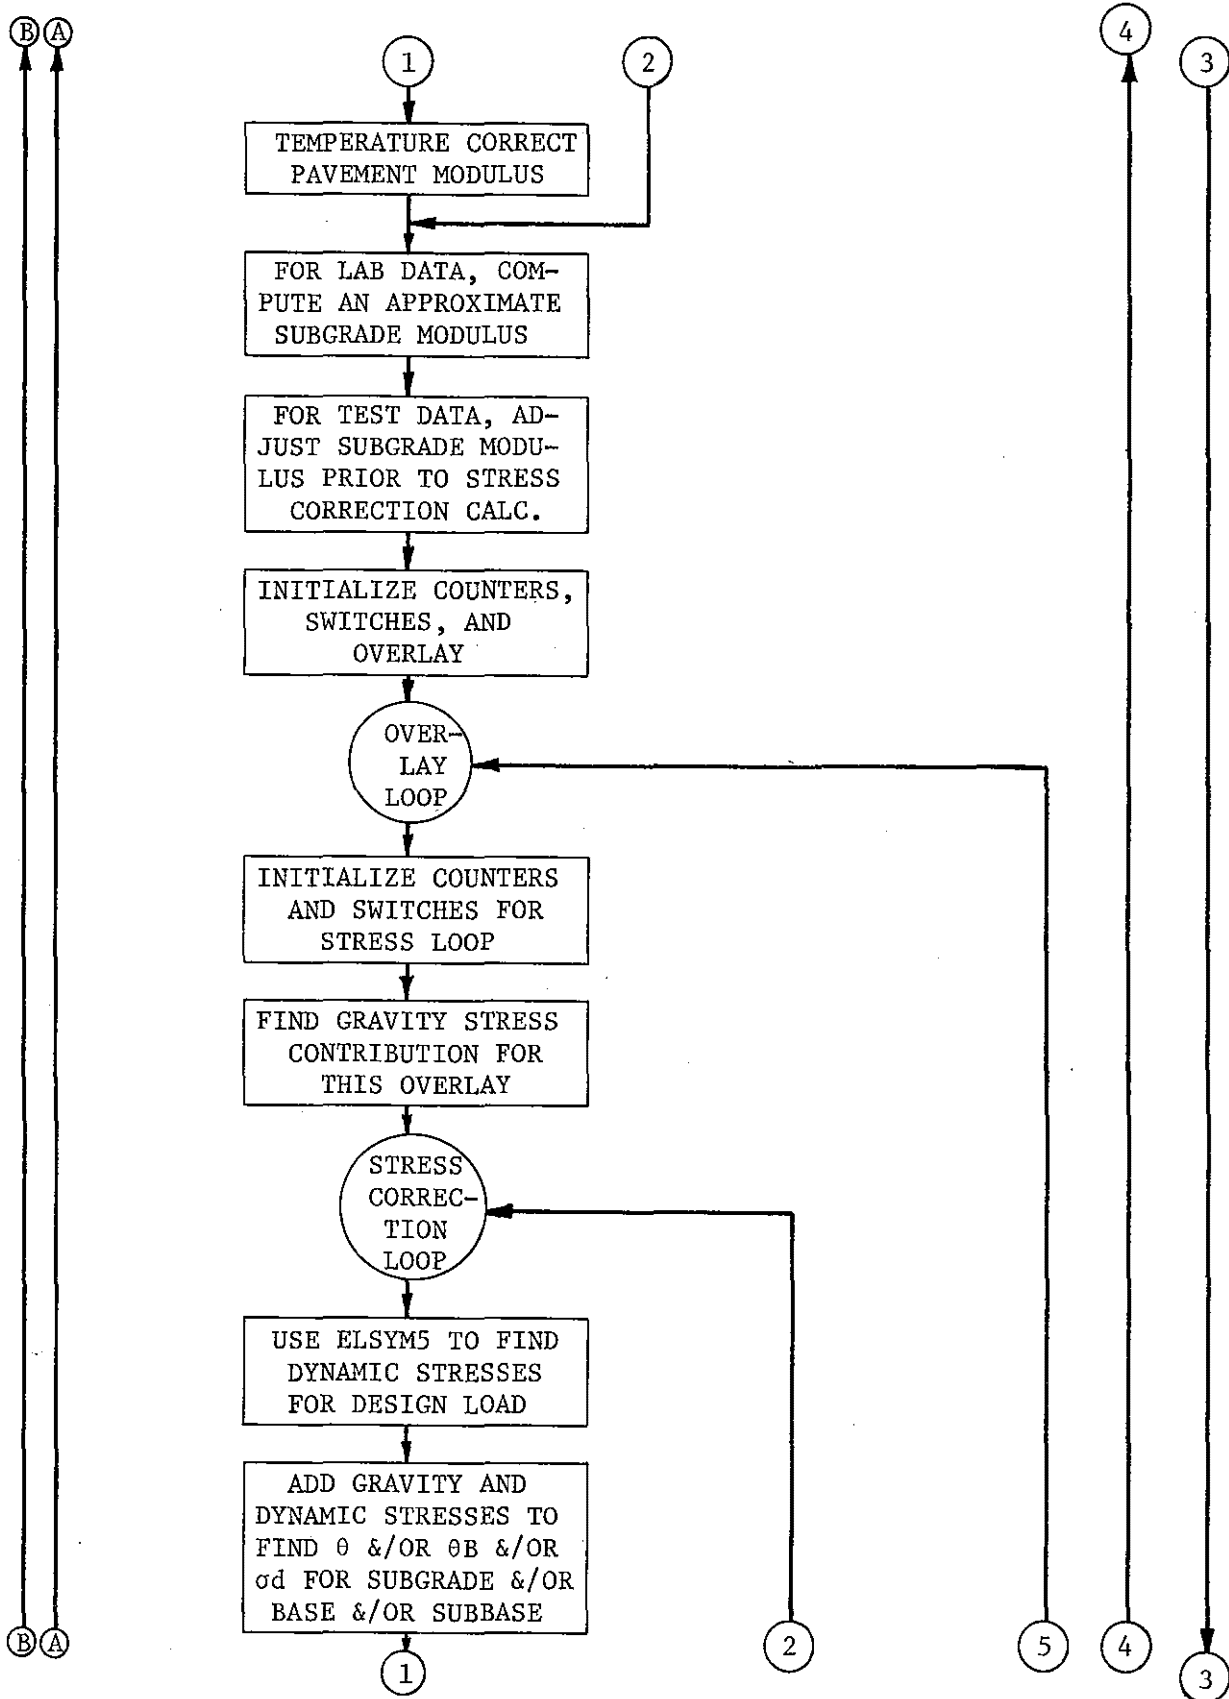 B A
4
1
2
3
TEMPERATURE CORRECT
PAVEMENT MODULUS
FOR LAB DATA, COM-
PUTE AN APPROXIMATE
SUBGRADE MODULUS
FOR TEST DATA, AD-
JUST SUBGRADE MODU-
LUS PRIOR TO STRESS
CORRECTION CALC.
INITIALIZE COUNTERS,
SWITCHES, AND
OVERLAY
OVER-
LAY
LOOP
INITIALIZE COUNTERS
AND SWITCHES FOR
STRESS LOOP
FIND GRAVITY STRESS
CONTRIBUTION FOR
THIS OVERLAY
STRESS
CORREC-
TION
LOOP
USE ELSYM5 TO FIND
DYNAMIC STRESSES
FOR DESIGN LOAD
ADD GRAVITY AND
DYNAMIC STRESSES TO
FIND θ &/OR θB &/OR
σd FOR SUBGRADE &/OR
BASE &/OR SUBBASE
B A
1
2
5
4
3